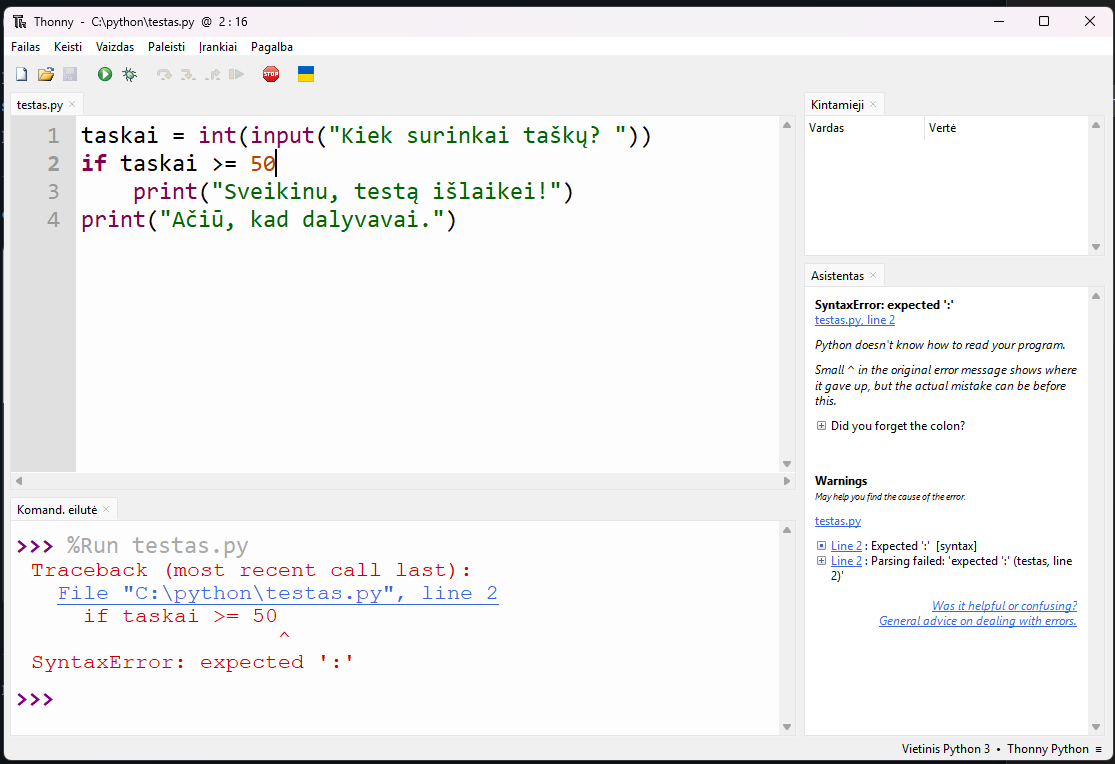 Thonny - C:\python\testas.py @ 2 : 16
Failas Keisti Vaizdas Paleisti Įrankiai Pagalba
STOP
testas.py ×
1 taskai = int(input("Kiek surinkai taškų? "))
2 if taskai >= 50
3 print("Sveikinu, testą išlaikei!")
4 print("Ačiū, kad dalyvavai.")
Komand. eilutė ×
>>> %Run testas.py
Traceback (most recent call last):
File "C:\python\testas.py", line 2
if taskai >= 50
^
SyntaxError: expected ':'
>>>
Kintamieji ×
Vardas Vertė
Asistentas ×
SyntaxError: expected ':'
testas.py, line 2
Python doesn't know how to read your program.
Small ^ in the original error message shows where
it gave up, but the actual mistake can be before
this.
Did you forget the colon?
Warnings
May help you find the cause of the error.
testas.py
Line 2 : Expected ':' [syntax]
Line 2 : Parsing failed: 'expected ':' (testas, line
2)'
Was it helpful or confusing?
General advice on dealing with errors.
Vietinis Python 3 • Thonny Python ≡